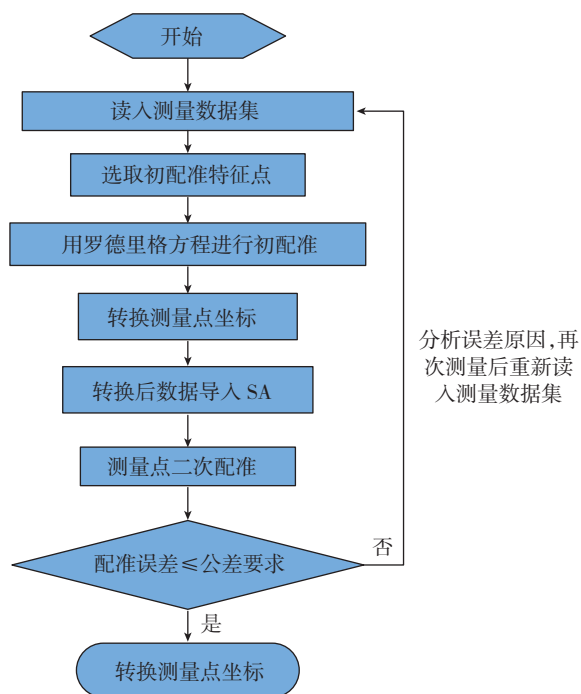 开始
读入测量数据集
选取初配准特征点
用罗德里格方程进行初配准
转换测量点坐标
转换后数据导入 SA
测量点二次配准
配准误差≤公差要求
否
是
转换测量点坐标
分析误差原因,再
次测量后重新读
入测量数据集